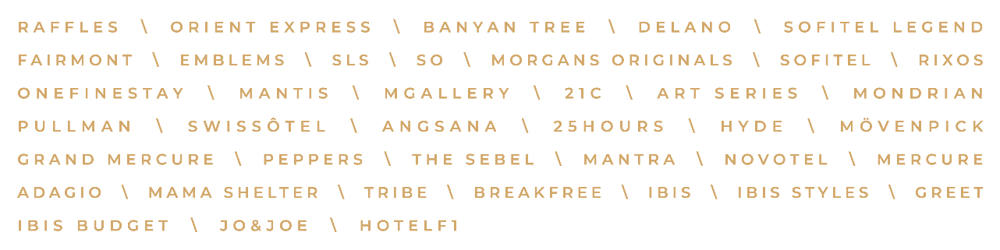 RAFFLES \ ORIENT EXPRESS \ BANYAN TREE \ DELANO \ SOFITEL LEGEND
FAIRMONT \ EMBLEMS \ SLS \ SO \ MORGANS ORIGINALS \ SOFITEL \ RIXOS
ONEFINESTAY \ MANTIS \ MGALLERY \ 21C \ ART SERIES \ MONDRIAN
PULLMAN \ SWISSÔTEL \ ANGSANA \ 25HOURS \ HYDE \ MÖVENPICK
GRAND MERCURE \ PEPPERS \ THE SEBEL \ MANTRA \ NOVOTEL \ MERCURE
ADAGIO \ MAMA SHELTER \ TRIBE \ BREAKFREE \ IBIS \ IBIS STYLES \ GREET
IBIS BUDGET \ JO&JOE \ HOTELF1